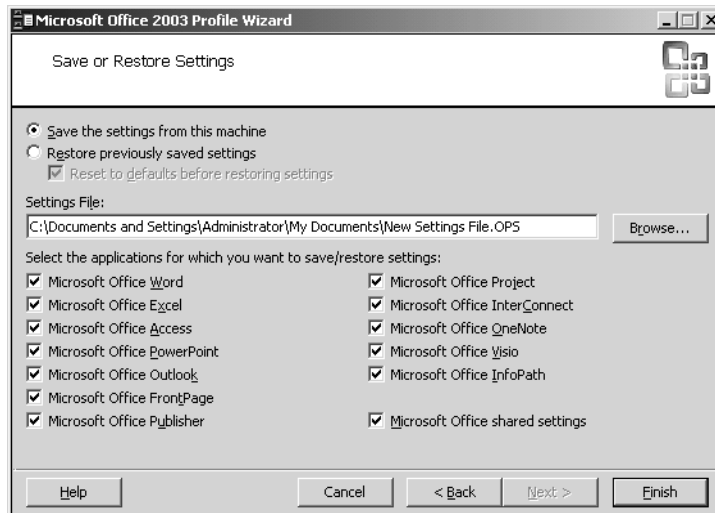 Microsoft Office 2003 Profile Wizard
Save or Restore Settings
Save the settings from this machine
Restore previously saved settings
Reset to defaults before restoring settings
Settings File:
C:\Documents and Settings\Administrator\My Documents\New Settings File.OPS
Browse...
Select the applications for which you want to save/restore settings:
Microsoft Office Word
Microsoft Office Excel
Microsoft Office Access
Microsoft Office PowerPoint
Microsoft Office Outlook
Microsoft Office FrontPage
Microsoft Office Publisher
Microsoft Office Project
Microsoft Office InterConnect
Microsoft Office OneNote
Microsoft Office Visio
Microsoft Office InfoPath
Microsoft Office shared settings
Help
Cancel
< Back
Next >
Finish